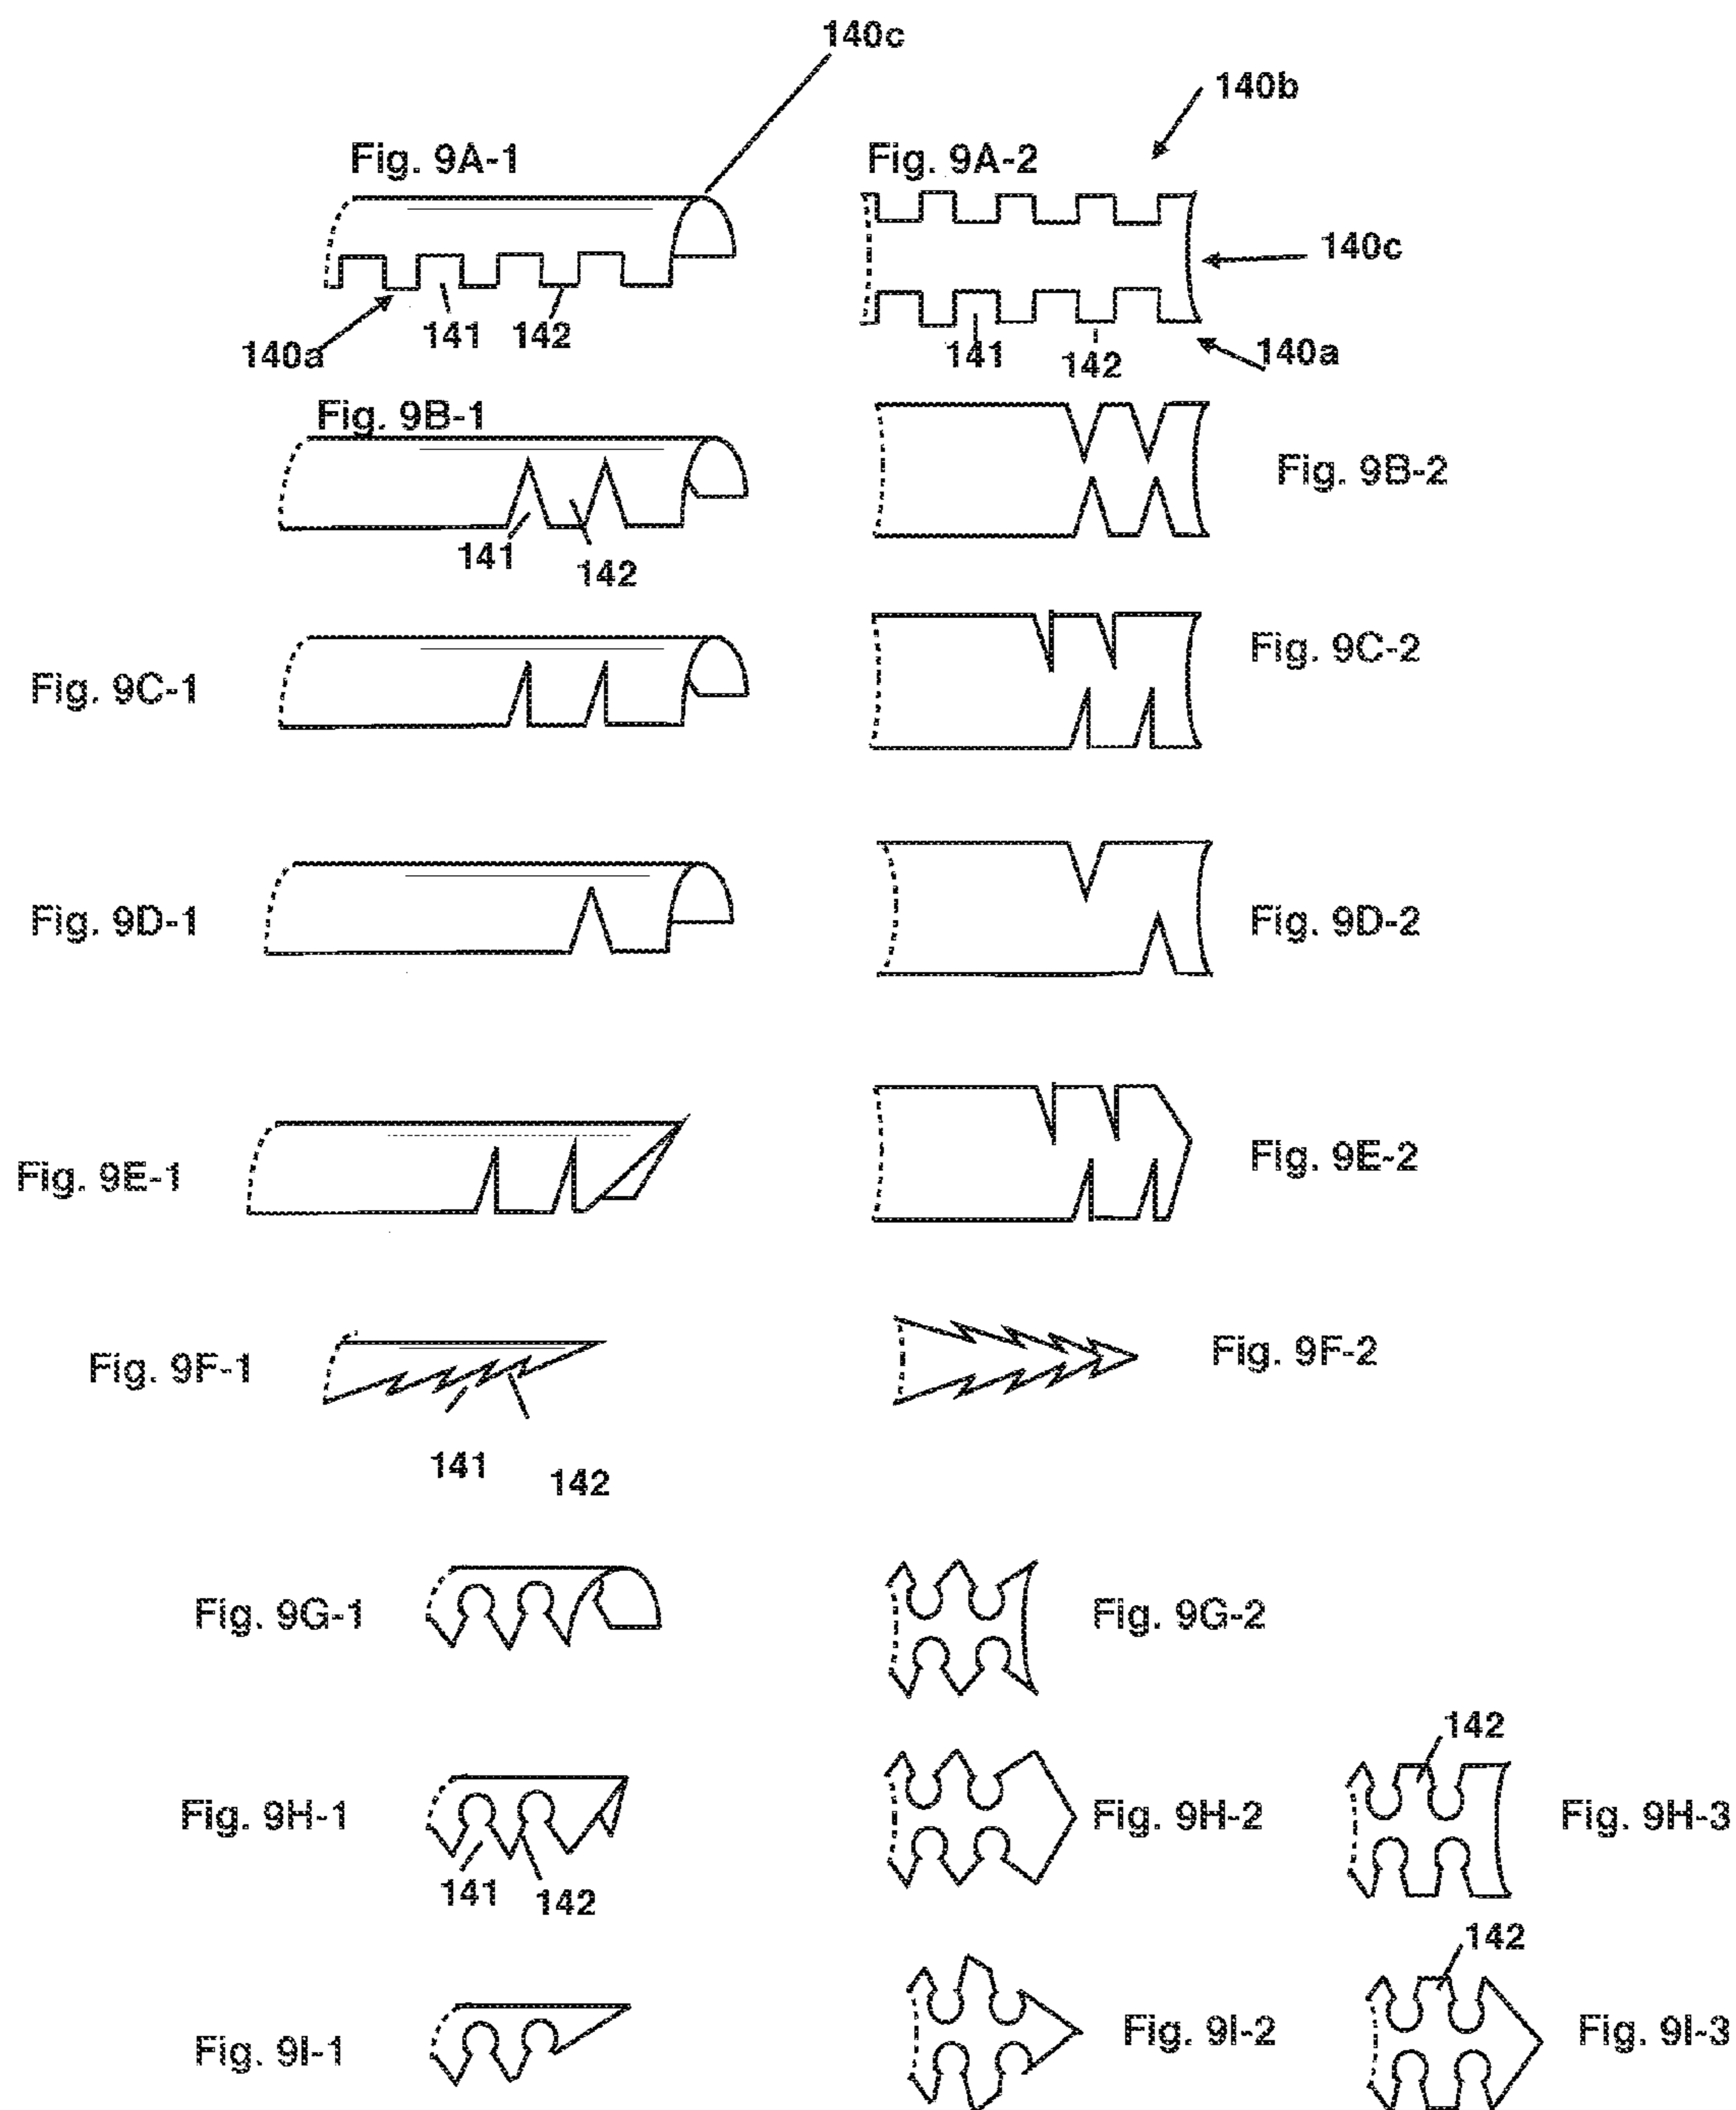 140c
140b
Fig. 9A-1
Fig. 9A-2
140c
141
142
140a
141
142
140a
Fig. 9B-1
Fig. 9B-2
141
142
Fig. 9C-1
Fig. 9C-2
Fig. 9D-1
Fig. 9D-2
Fig. 9E-1
Fig. 9E-2
Fig. 9F-1
Fig. 9F-2
141
142
Fig. 9G-1
Fig. 9G-2
142
Fig. 9H-1
Fig. 9H-2
Fig. 9H-3
141
142
142
Fig. 9I-1
Fig. 9I-2
Fig. 9I-3